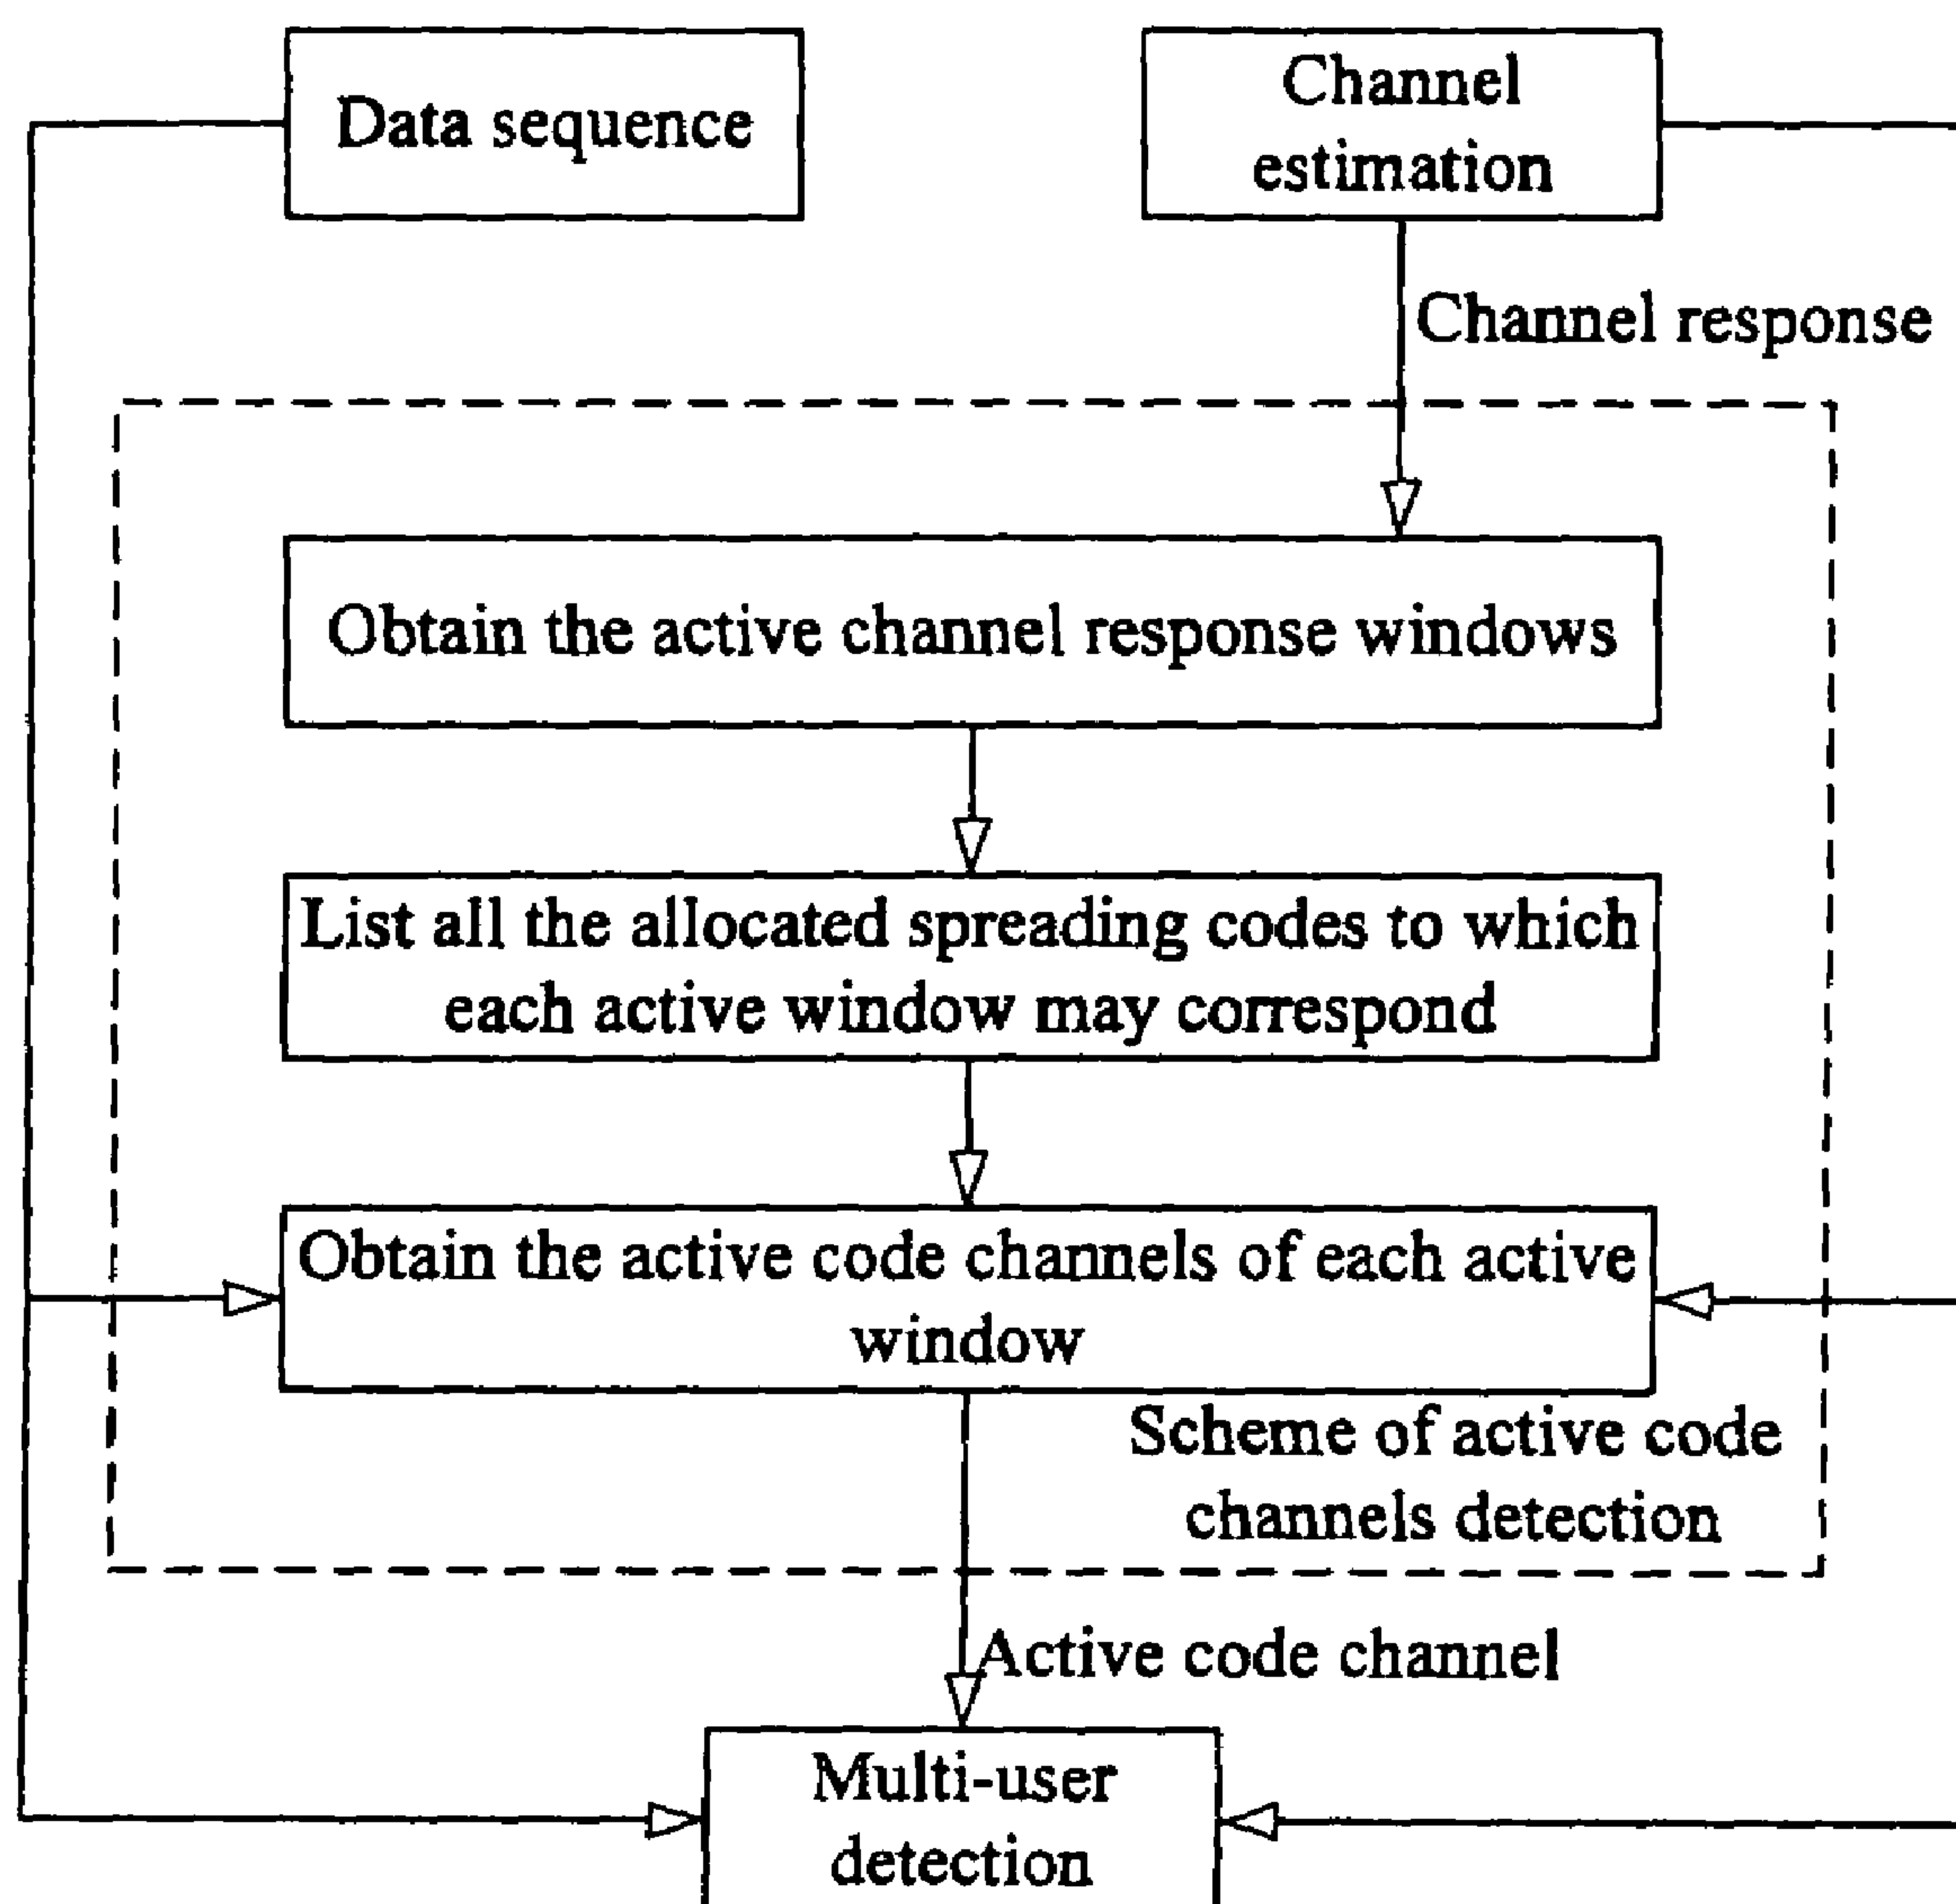 Data sequence
Channel
estimation
Channel response
Obtain the active channel response windows
List all the allocated spreading codes to which
each active window may correspond
Obtain the active code channels of each active
window
Scheme of active code
channels detection
Active code channel
Multi-user
detection